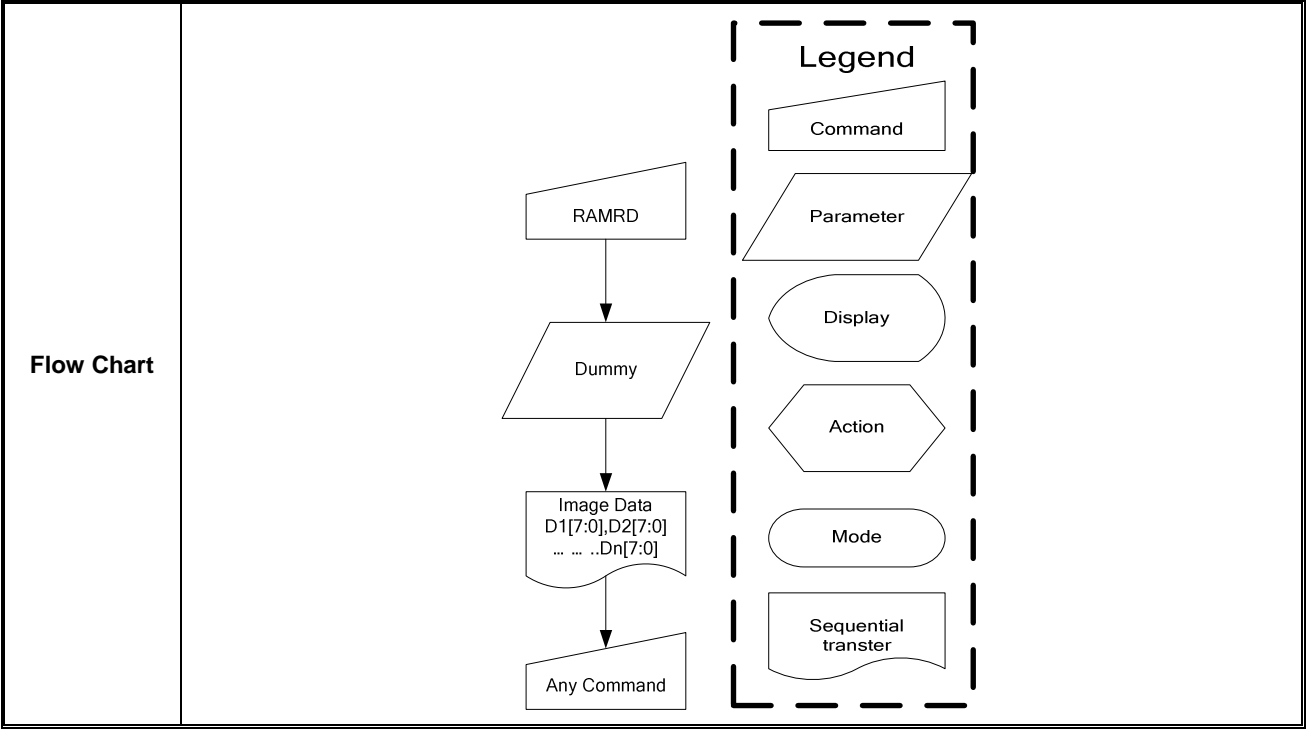 Flow Chart
RAMRD
Dummy
Image Data
D1[7:0],D2[7:0]
... ... ..Dn[7:0]
Any Command
Legend
Command
Parameter
Display
Action
Mode
Sequential
transter